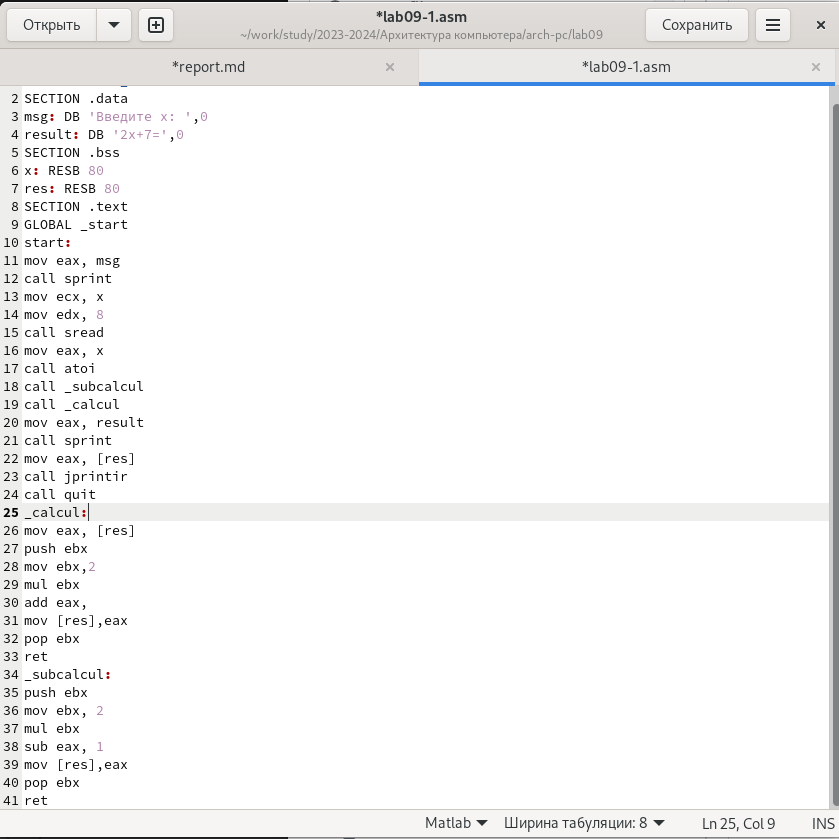 Открыть
*lab09-1.asm
~/work/study/2023-2024/Архитектура компьютера/arch-pc/lab09
Сохранить
*report.md
*lab09-1.asm
2 SECTION .data
3 msg: DB 'Введите x: ',0
4 result: DB '2x+7=',0
5 SECTION .bss
6 x: RESB 80
7 res: RESB 80
8 SECTION .text
9 GLOBAL _start
10 start:
11 mov eax, msg
12 call sprint
13 mov ecx, x
14 mov edx, 8
15 call sread
16 mov eax, x
17 call atoi
18 call _subcalcul
19 call _calcul
20 mov eax, result
21 call sprint
22 mov eax, [res]
23 call jprintir
24 call quit
25 _calcul:
26 mov eax, [res]
27 push ebx
28 mov ebx,2
29 mul ebx
30 add eax,
31 mov [res],eax
32 pop ebx
33 ret
34 _subcalcul:
35 push ebx
36 mov ebx, 2
37 mul ebx
38 sub eax, 1
39 mov [res],eax
40 pop ebx
41 ret
Matlab
Ширина табуляции: 8
Ln 25, Col 9
INS